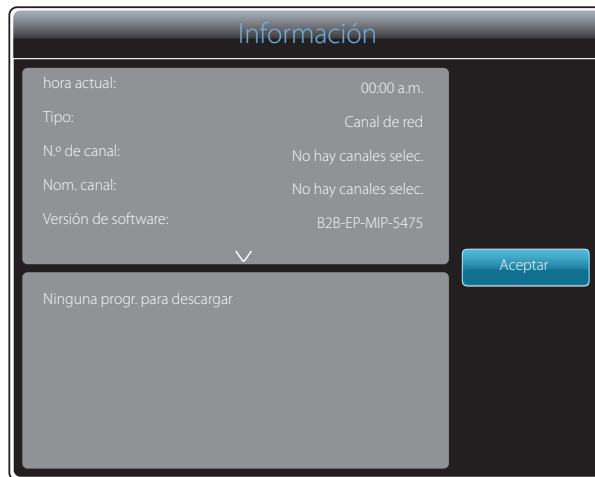 Información
hora actual: 00:00 a.m.
Tipo: Canal de red
N.º de canal: No hay canales selec.
Nom. canal: No hay canales selec.
Versión de software: B2B-EP-MIP-5475
Aceptar
Ninguna progr. para descargar